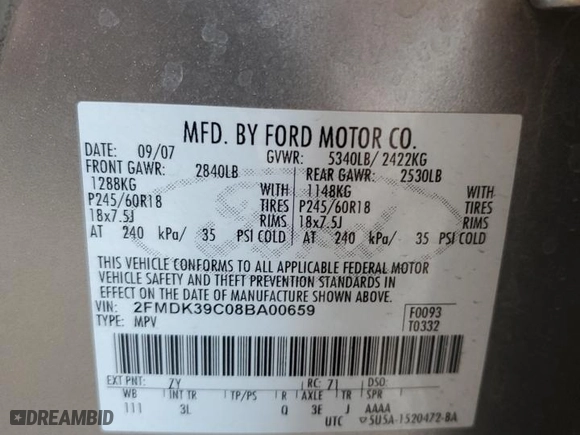 MFD. BY FORD MOTOR CO.
DATE: 09/07 GVWR: 5340LB/ 2422KG
FRONT GAWR: 2840LB REAR GAWR: 2530LB
1288KG WITH 1148KG WITH
P245/60R18 TIRES P245/60R18 TIRES
18x7.5J RIMS 18x7.5J RIMS
AT 240 kPa/ 35 PSI COLD AT 240 kPa/ 35 PSI COLD
THIS VEHICLE CONFORMS TO ALL APPLICABLE FEDERAL MOTOR
VEHICLE SAFETY AND THEFT PREVENTION STANDARDS IN
EFFECT ON THE DATE OF MANUFACTURE SHOWN ABOVE.
VIN: 2FMDK39C08BA00659 F0093
TYPE: MPV T0332
EXT PNT: ZY RC: 71 DSO:
WB INT TR TP/PS R AXLE TR SPR
111 3L Q 3E J AAAA
UTC 5U5A-1520472-BA
DREAMBID